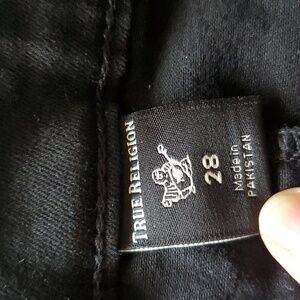 TRUE RELIGION
28
Made in
PAKISTAN